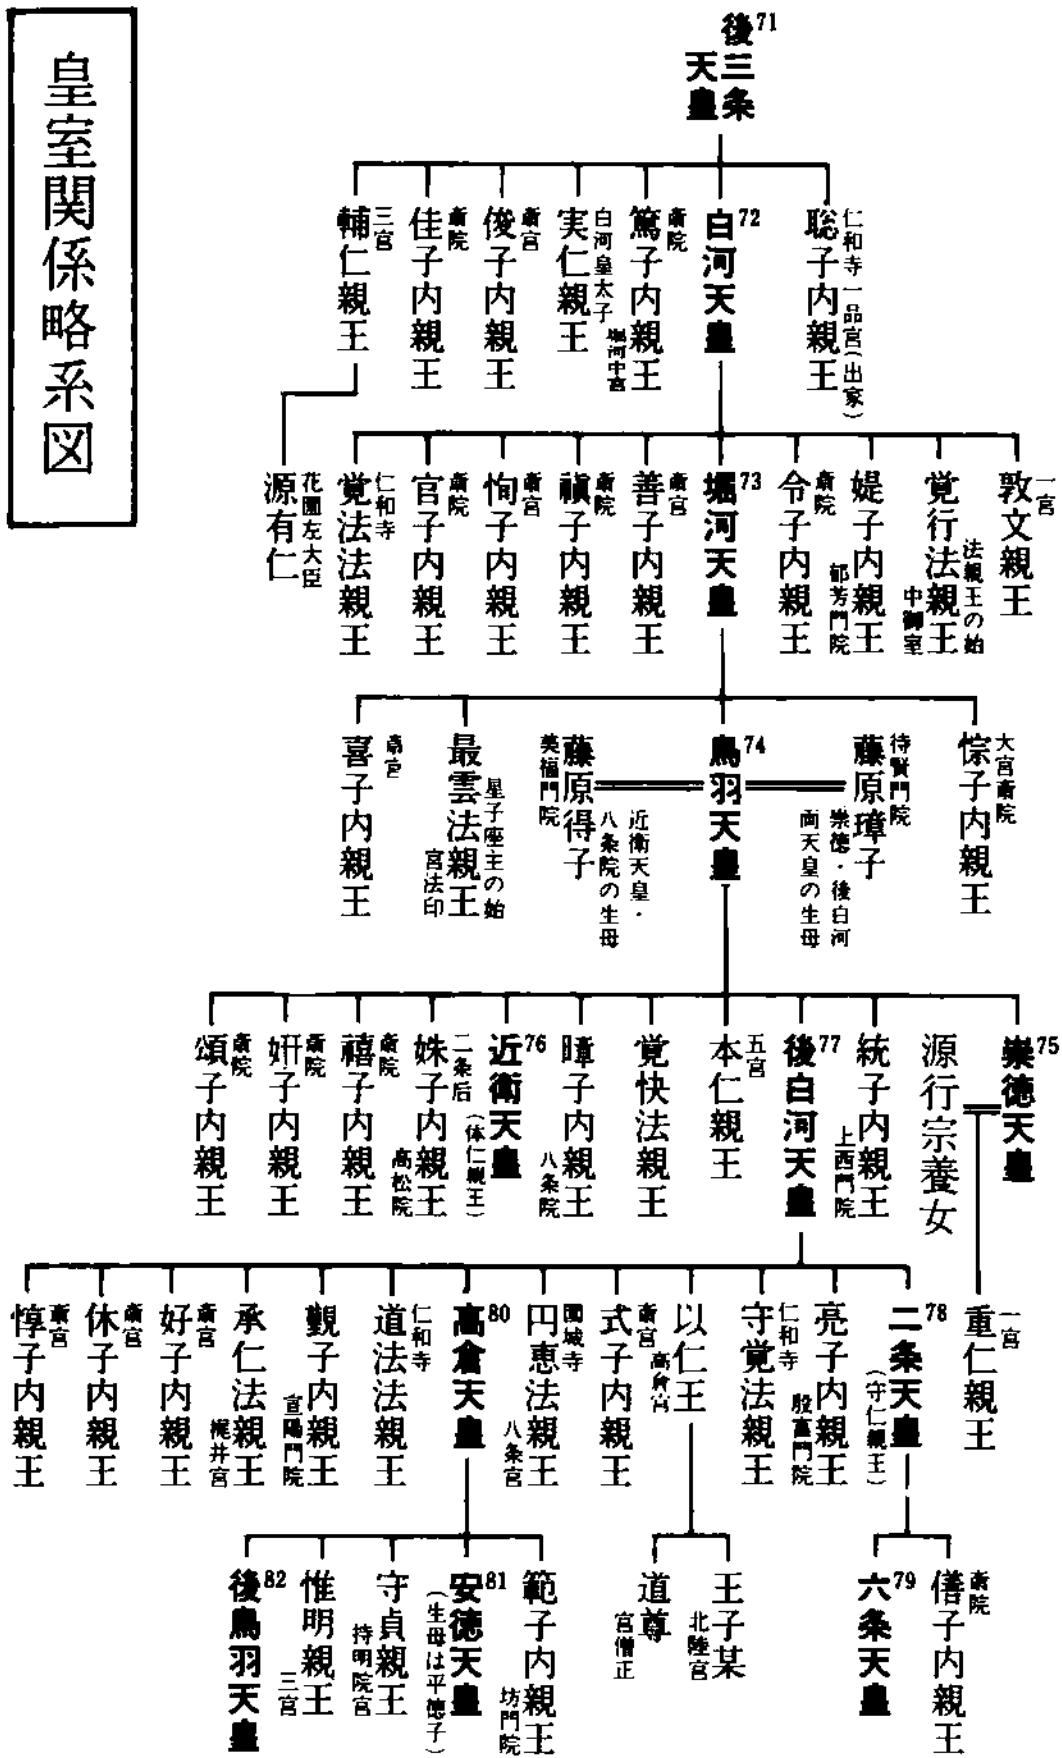 皇室関係略系図
71
後三条
天皇
仁和寺一品宮（出家）
聡子内親王
72
白河天皇
斎院
篤子内親王
堀河中宮
白河皇太子
実仁親王
斎宮
俊子内親王
斎院
佳子内親王
三宮
輔仁親王
一宮
敦文親王
法親王の始
覚行法親王
中御室
媞子内親王
郁芳門院
斎院
令子内親王
73
堀河天皇
斎宮
善子内親王
斎院
禛子内親王
斎宮
恂子内親王
斎院
官子内親王
仁和寺
覚法法親王
花園左大臣
源有仁
大宮斎院
悰子内親王
待賢門院
藤原璋子
崇徳・後白河
両天皇の生母
74
鳥羽天皇
藤原得子
美福門院
近衛天皇・
八条院の生母
星子座主の始
最雲法親王
宮法印
斎宮
喜子内親王
75
崇徳天皇
源行宗養女
統子内親王
上西門院
77
後白河天皇
五宮
本仁親王
覚快法親王
暲子内親王
八条院
76
近衛天皇
（体仁親王）
二条后
姝子内親王
高松院
斎院
禧子内親王
斎院
姸子内親王
斎院
頌子内親王
一宮
重仁親王
78
二条天皇
（守仁親王）
亮子内親王
殷富門院
仁和寺
守覚法親王
以仁王
高倉宮
斎宮
式子内親王
園城寺
円恵法親王
八条宮
80
高倉天皇
仁和寺
道法法親王
覲子内親王
宣陽門院
承仁法親王
梶井宮
斎宮
好子内親王
斎宮
休子内親王
斎宮
惇子内親王
斎院
僐子内親王
79
六条天皇
王子某
北陸宮
道尊
宮僧正
範子内親王
坊門院
81
安徳天皇
（生母は平徳子）
守貞親王
持明院宮
惟明親王
三宮
82
後鳥羽天皇